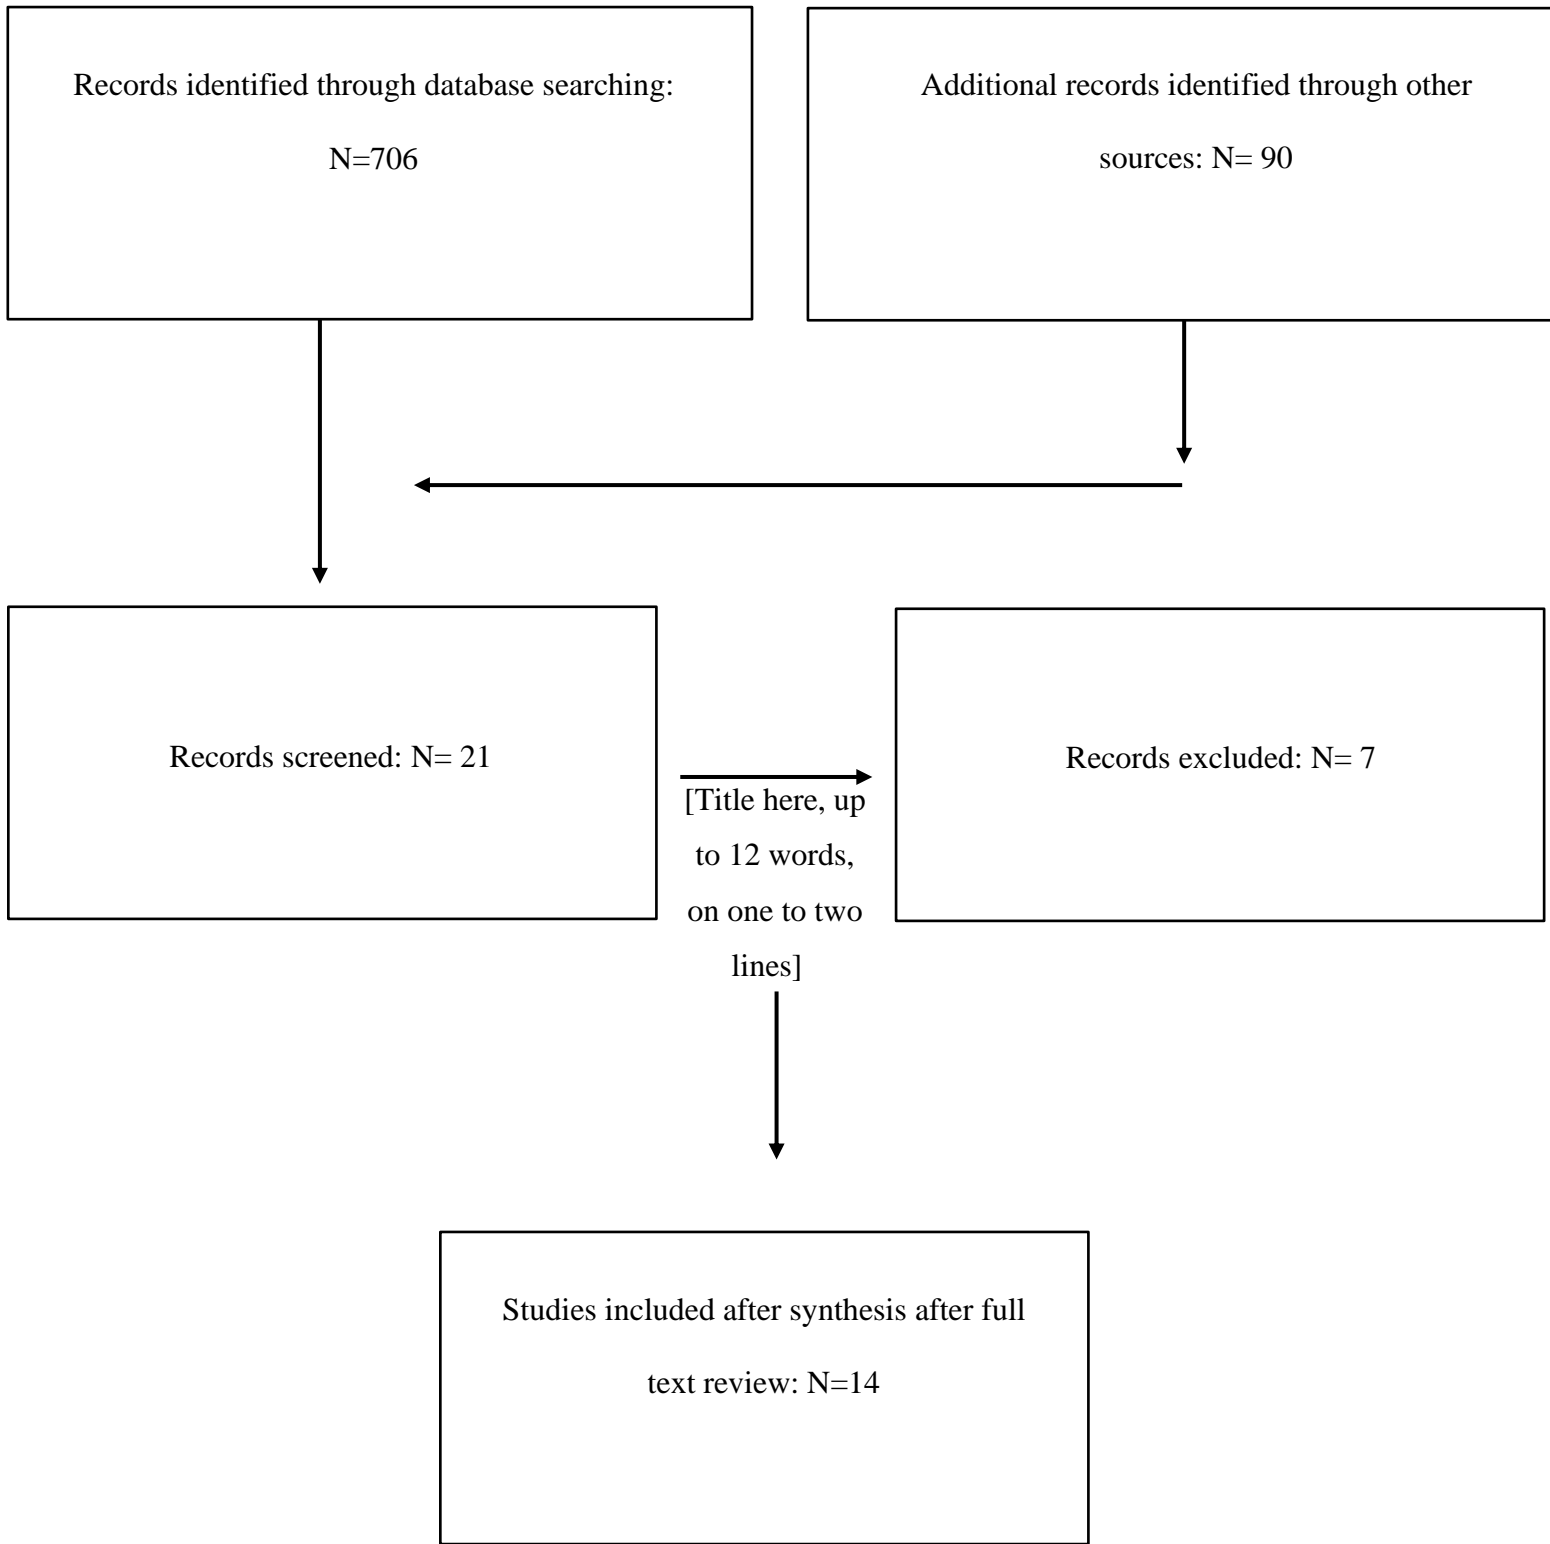 Records identified through database searching:
N=706
Additional records identified through other
sources: N= 90
Records screened: N= 21
[Title here, up
to 12 words,
on one to two
lines]
Records excluded: N= 7
Studies included after synthesis after full
text review: N=14